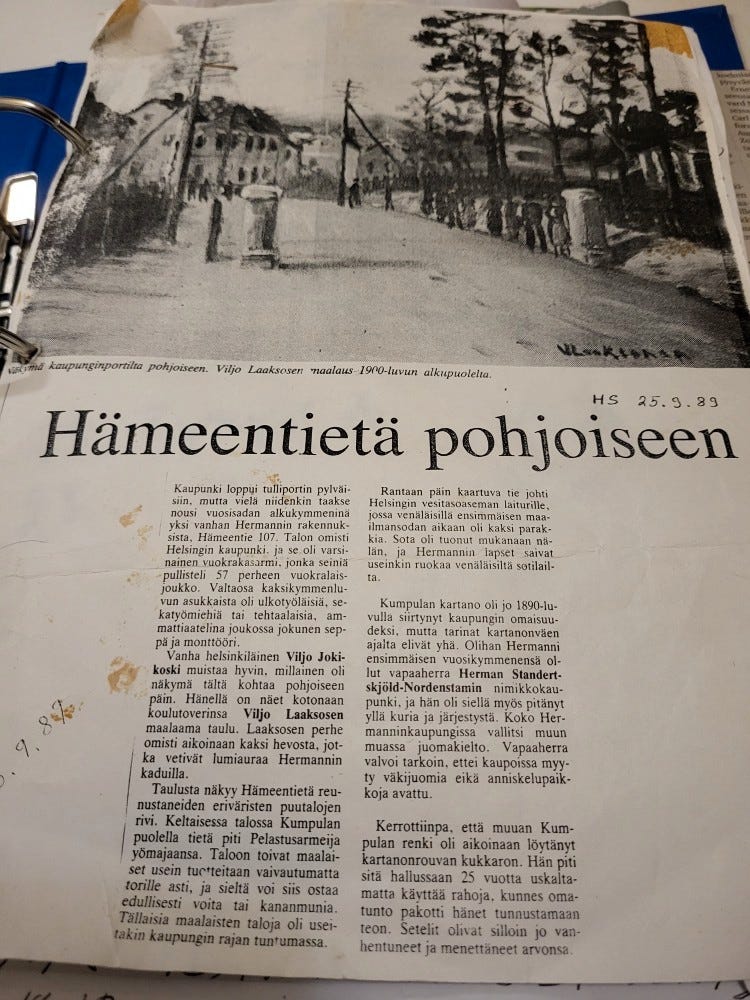 VLaaksonen
Näkymä kaupunginportilta pohjoiseen. Viljo Laaksosen maalaus 1900-luvun alkupuolelta.
HS 25.9.89
Hämeentietä pohjoiseen
Kaupunki loppui tulliportin pylväi-
siin, mutta vielä niidenkin taakse
nousi vuosisadan alkukymmeninä
yksi vanhan Hermannin rakennuk-
sista, Hämeentie 107. Talon omisti
Helsingin kaupunki, ja se oli varsi-
nainen vuokrakasarmi, jonka seiniä
pullisteli 57 perheen vuokralais-
joukko. Valtaosa kaksikymmenlu-
vun asukkaista oli ulkotyöläisiä, se-
katyömiehiä tai tehtaalaisia, am-
mattiaatelina joukossa jokunen sep-
pä ja monttööri.
Vanha helsinkiläinen Viljo Joki-
koski muistaa hyvin, millainen oli
näkymä tältä kohtaa pohjoiseen
päin. Hänellä on näet kotonaan
koulutoverinsa Viljo Laaksosen
maalaama taulu. Laaksosen perhe
omisti aikoinaan kaksi hevosta, jot-
ka vetivät lumiauraa Hermannin
kaduilla.
Taulusta näkyy Hämeentietä reu-
nustaneiden eriväristen puutalojen
rivi. Keltaisessa talossa Kumpulan
puolella tietä piti Pelastusarmeija
yömajaansa. Taloon toivat maalai-
set usein tuotteitaan vaivautumatta
torille asti, ja sieltä voi siis ostaa
edullisesti voita tai kananmunia.
Tällaisia maalaisten taloja oli usei-
takin kaupungin rajan tuntumassa.
Rantaan päin kaartuva tie johti
Helsingin vesitasoaseman laiturille,
jossa venäläisillä ensimmäisen maa-
ilmansodan aikaan oli kaksi parak-
kia. Sota oli tuonut mukanaan nä-
län, ja Hermannin lapset saivat
useinkin ruokaa venäläisiltä sotilail-
ta.
Kumpulan kartano oli jo 1890-lu-
vulla siirtynyt kaupungin omaisuu-
deksi, mutta tarinat kartanonväen
ajalta elivät yhä. Olihan Hermanni
ensimmäisen vuosikymmenensä ol-
lut vapaaherra Herman Standert-
skjöld-Nordenstamin nimikkokau-
punki, ja hän oli siellä myös pitänyt
yllä kuria ja järjestystä. Koko Her-
manninkaupungissa vallitsi muun
muassa juomakielto. Vapaaherra
valvoi tarkoin, ettei kaupoissa myy-
ty väkijuomia eikä anniskelupaik-
koja avattu.
Kerrottiinpa, että muuan Kum-
pulan renki oli aikoinaan löytänyt
kartanonrouvan kukkaron. Hän piti
sitä hallussaan 25 vuotta uskalta-
matta käyttää rahoja, kunnes oma-
tunto pakotti hänet tunnustamaan
teon. Setelit olivat silloin jo van-
hentuneet ja menettäneet arvonsa.